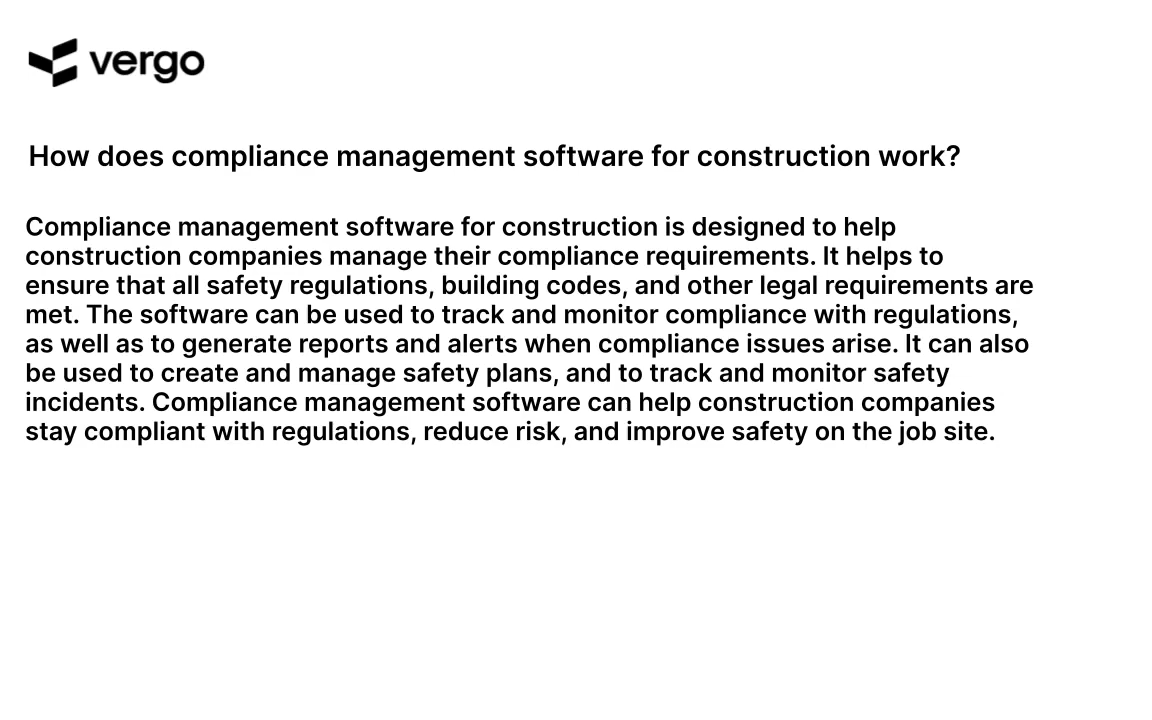 vergo
How does compliance management software for construction work?
Compliance management software for construction is designed to help
construction companies manage their compliance requirements. It helps to
ensure that all safety regulations, building codes, and other legal requirements are
met. The software can be used to track and monitor compliance with regulations,
as well as to generate reports and alerts when compliance issues arise. It can also
be used to create and manage safety plans, and to track and monitor safety
incidents. Compliance management software can help construction companies
stay compliant with regulations, reduce risk, and improve safety on the job site.